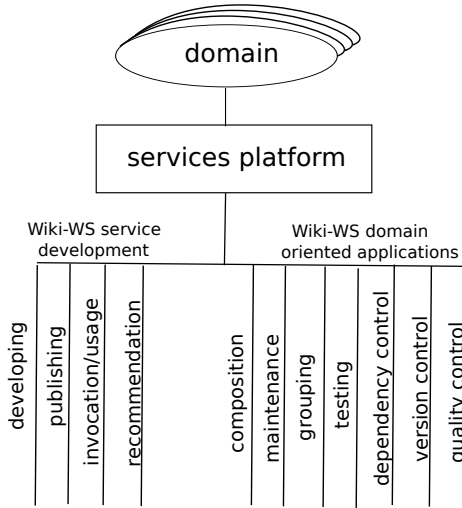 domain
services platform
Wiki-WS service
development
Wiki-WS domain
oriented applications
developing
publishing
invocation/usage
recommendation
composition
maintenance
grouping
testing
dependency control
version control
quality control